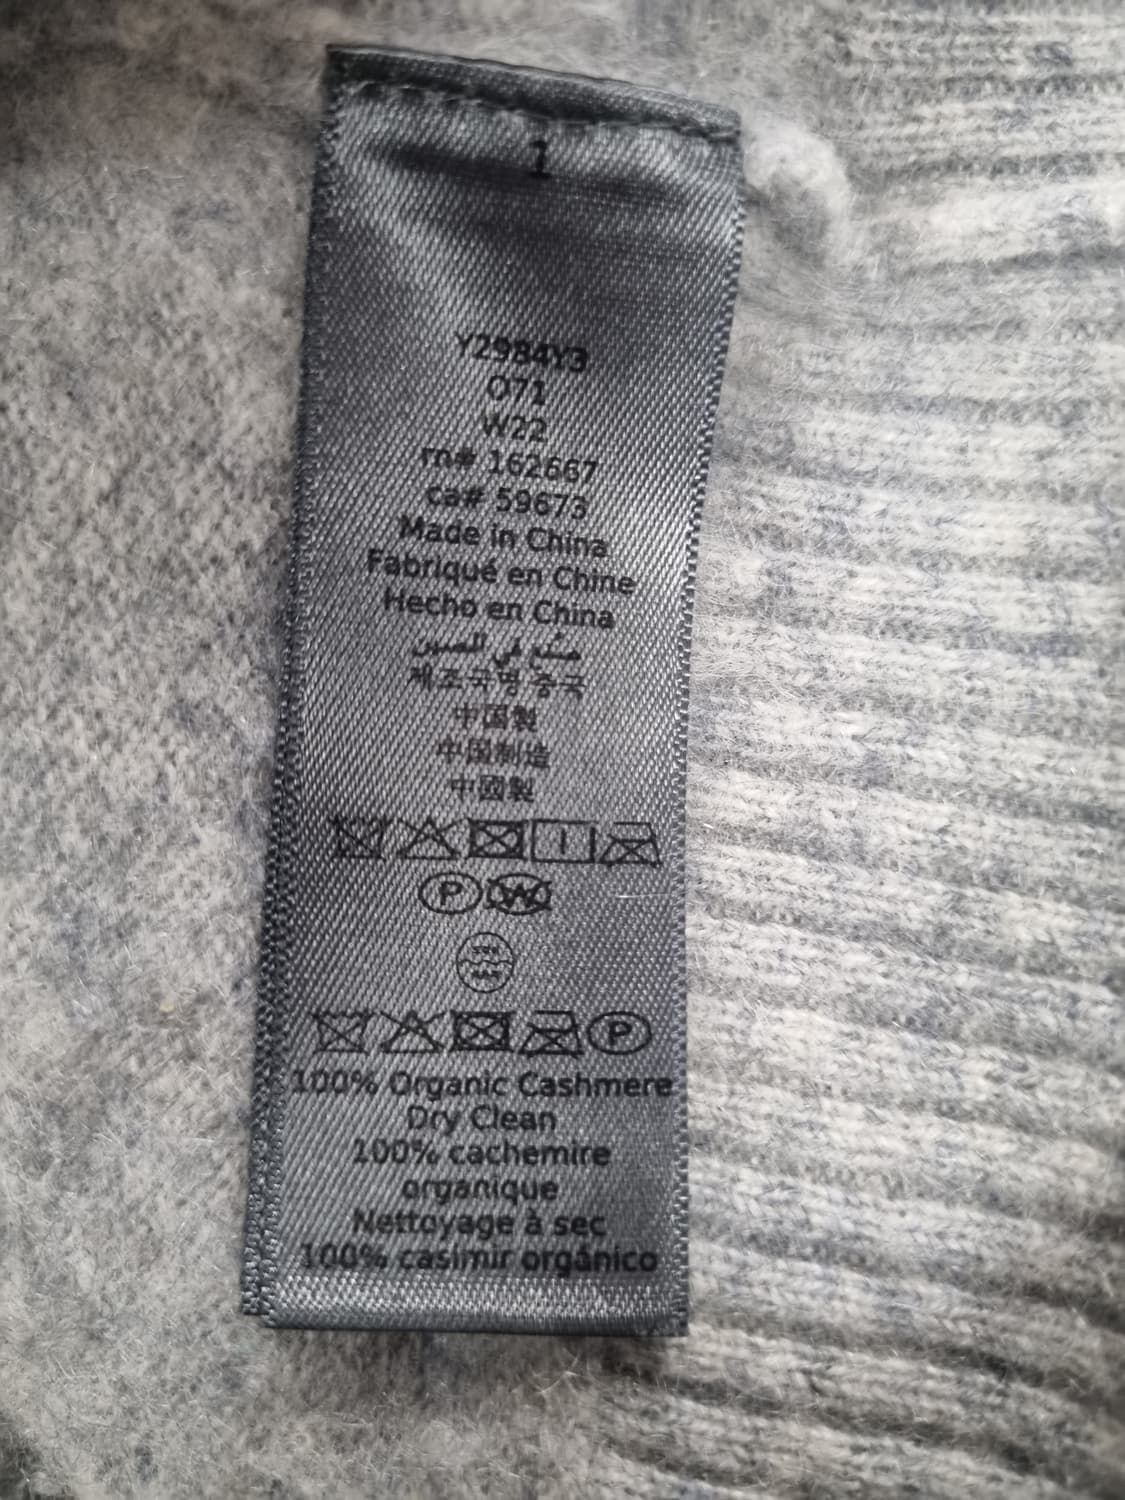 1
Y2984Y3
O71
W22
rn# 162667
ca# 59673
Made in China
Fabriqué en Chine
Hecho en China
صنع في الصين
제조국명 중국
中国製
中国制造
中國製
P W
P
100% Organic Cashmere
Dry Clean
100% cachemire
organique
Nettoyage à sec
100% casimir orgánico